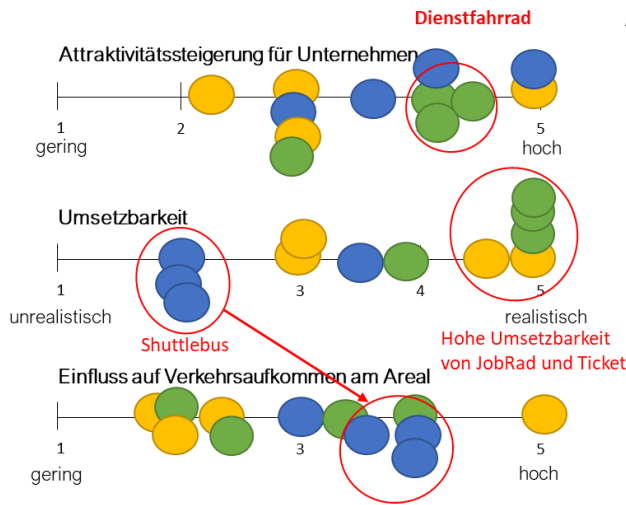 Dienstfahrrad
Attraktivitätssteigerung für Unternehmen
1 2 5
gering hoch
Umsetzbarkeit
1 3 4 5
unrealistisch realistisch
Shuttlebus
Hohe Umsetzbarkeit
von JobRad und Ticket
Einfluss auf Verkehrsaufkommen am Areal
1 3 5
gering hoch